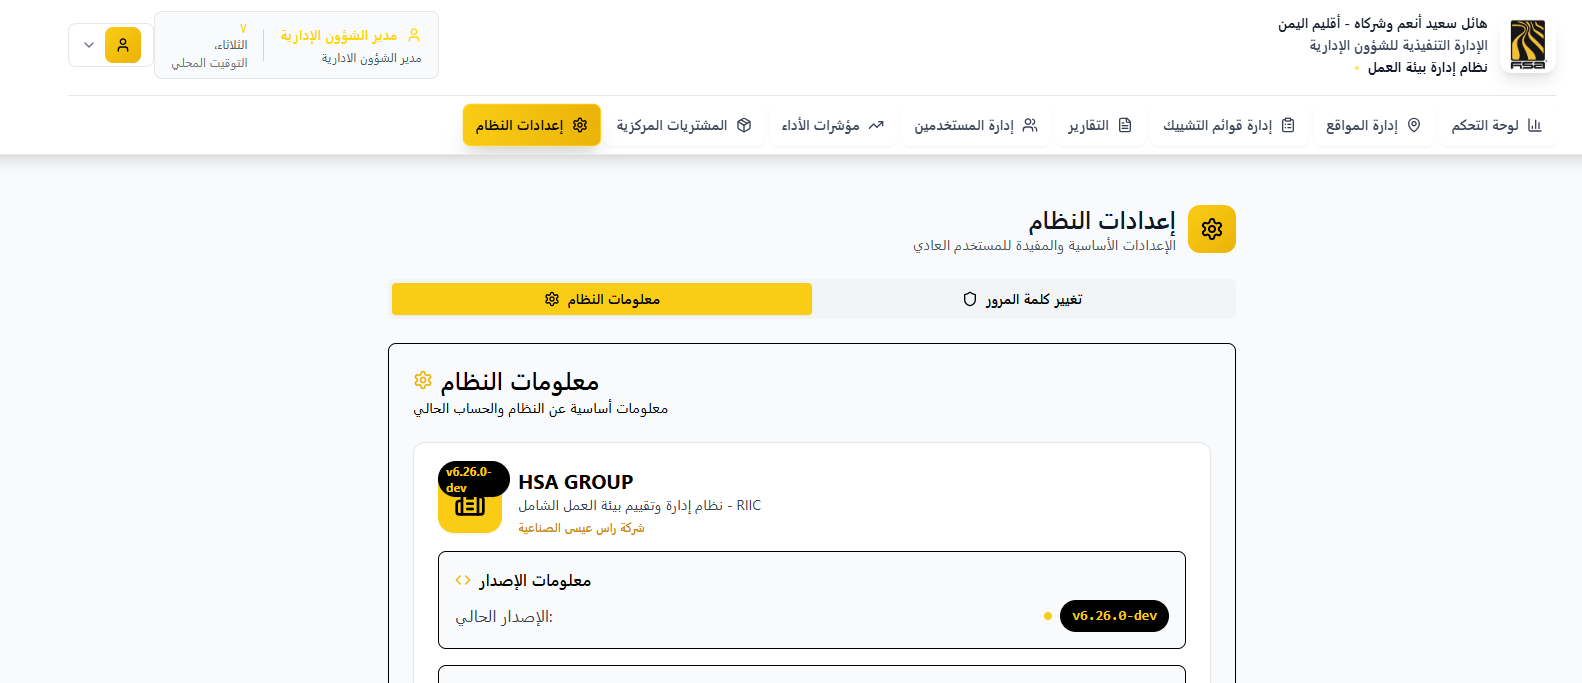 هائل سعيد أنعم وشركاه - أقليم اليمن
الإدارة التنفيذية للشؤون الإدارية
نظام إدارة بيئة العمل
HSA
مدير الشؤون الإدارية
مدير الشؤون الادارية
٧
الثلاثاء،
التوقيت المحلي
لوحة التحكم
إدارة المواقع
إدارة قوائم التشييك
التقارير
إدارة المستخدمين
مؤشرات الأداء
المشتريات المركزية
إعدادات النظام
إعدادات النظام
الإعدادات الأساسية والمفيدة للمستخدم العادي
تغيير كلمة المرور
معلومات النظام
معلومات النظام
معلومات أساسية عن النظام والحساب الحالي
v6.26.0-
dev
HSA GROUP
RIIC - نظام إدارة وتقييم بيئة العمل الشامل
شركة راس عيسى الصناعية
معلومات الإصدار
الإصدار الحالي:
v6.26.0-dev